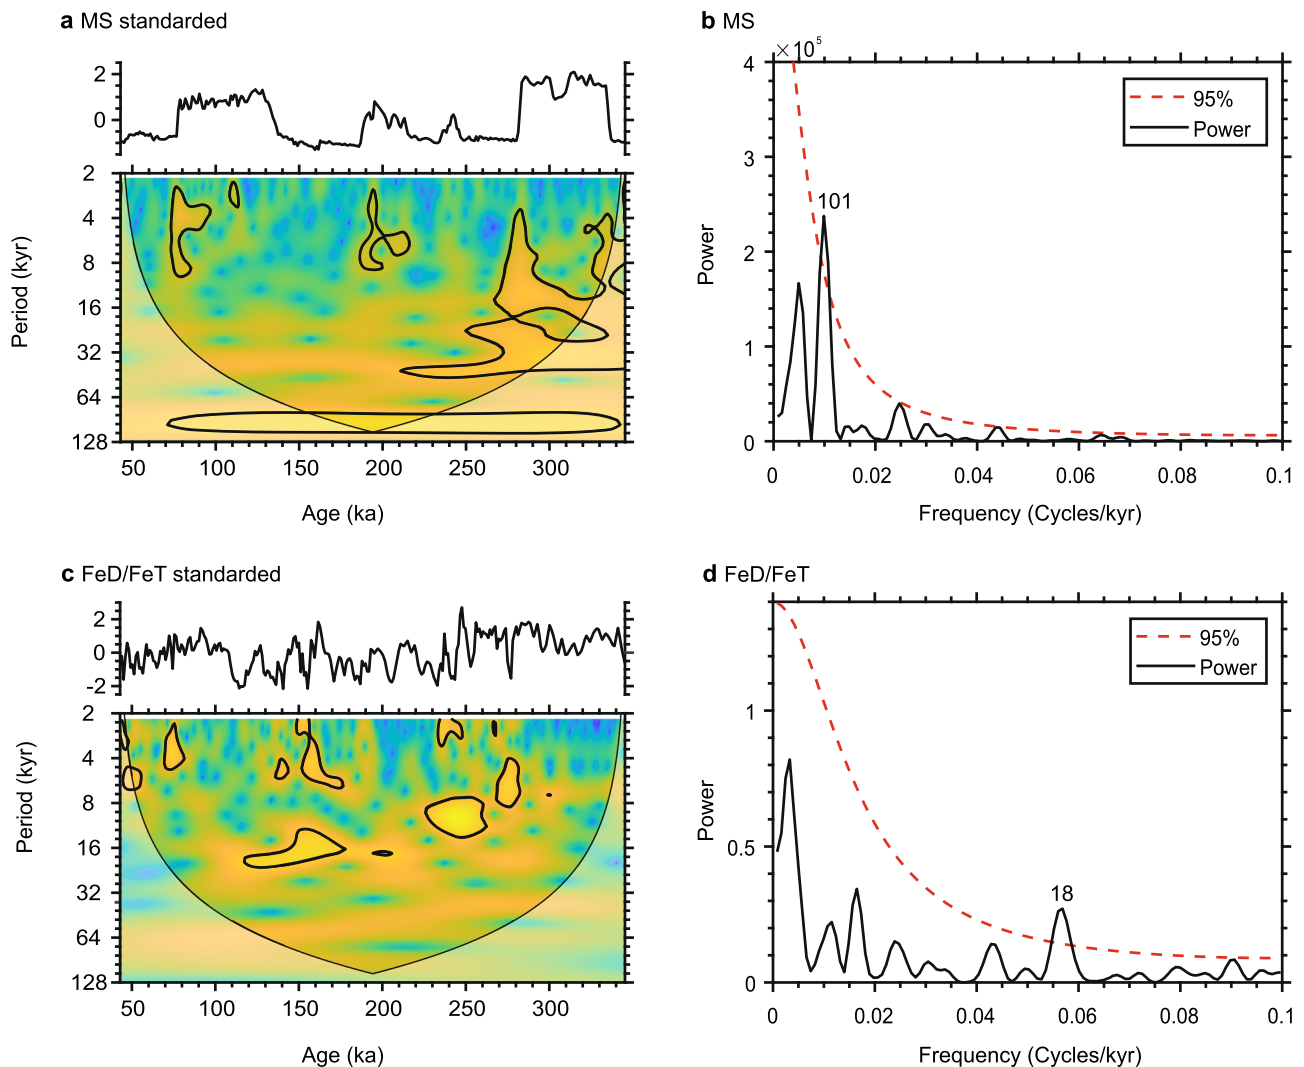 a MS standarded
2
0
2
4
8
16
32
64
128
Period (kyr)
50 100 150 200 250 300
Age (ka)
b MS
×10⁵
4
3
2
1
0
Power
101
95%
Power
0 0.02 0.04 0.06 0.08 0.1
Frequency (Cycles/kyr)
c FeD/FeT standarded
2
0
-2
2
4
8
16
32
64
128
Period (kyr)
50 100 150 200 250 300
Age (ka)
d FeD/FeT
1
0.5
0
Power
18
95%
Power
0 0.02 0.04 0.06 0.08 0.1
Frequency (Cycles/kyr)